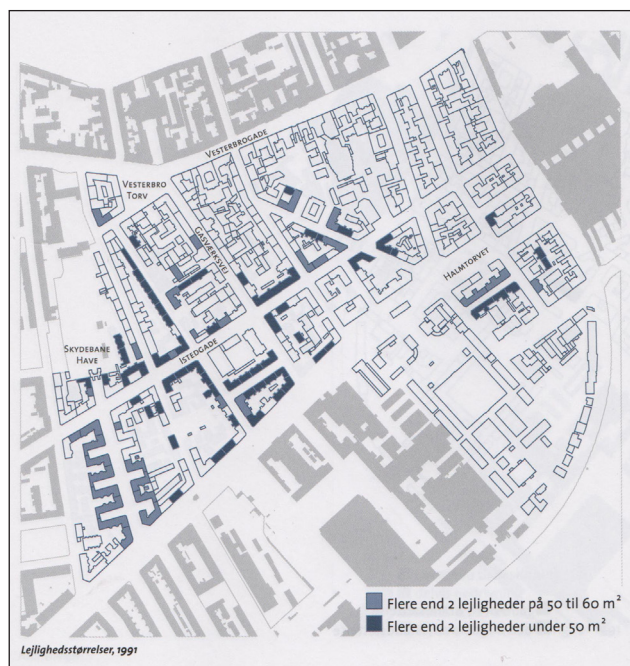 VESTERBROGADE
VESTERBRO
TORV
GASVÆRKSVEJ
HALMTORVET
ISTEDGADE
SKYDEBANE
HAVE
Flere end 2 lejligheder på 50 til 60 m²
Flere end 2 lejligheder under 50 m²
Lejlighedsstørrelser, 1991